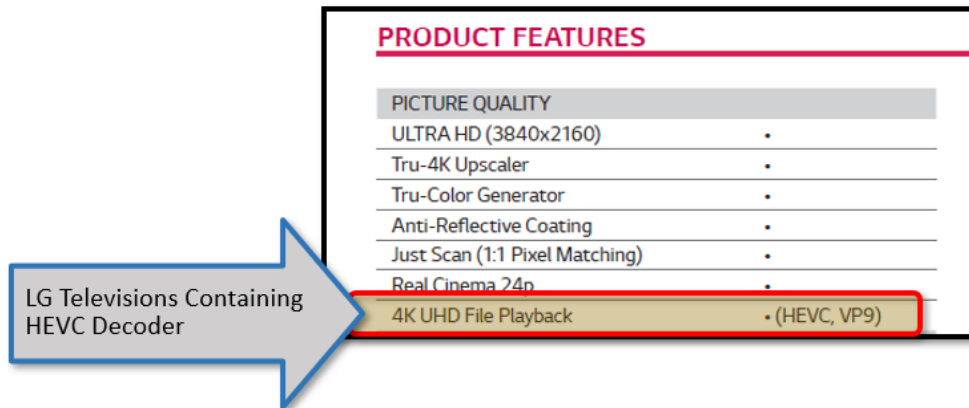 PRODUCT FEATURES
PICTURE QUALITY
ULTRA HD (3840x2160) •
Tru-4K Upscaler •
Tru-Color Generator •
Anti-Reflective Coating •
Just Scan (1:1 Pixel Matching) •
Real Cinema 24p •
4K UHD File Playback • (HEVC, VP9)
LG Televisions Containing
HEVC Decoder